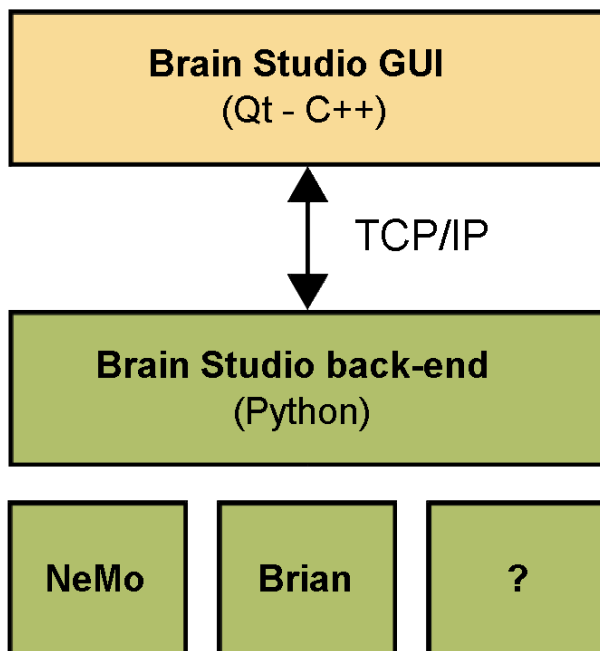 Brain Studio GUI
(Qt - C++)
TCP/IP
Brain Studio back-end
(Python)
NeMo
Brian
?